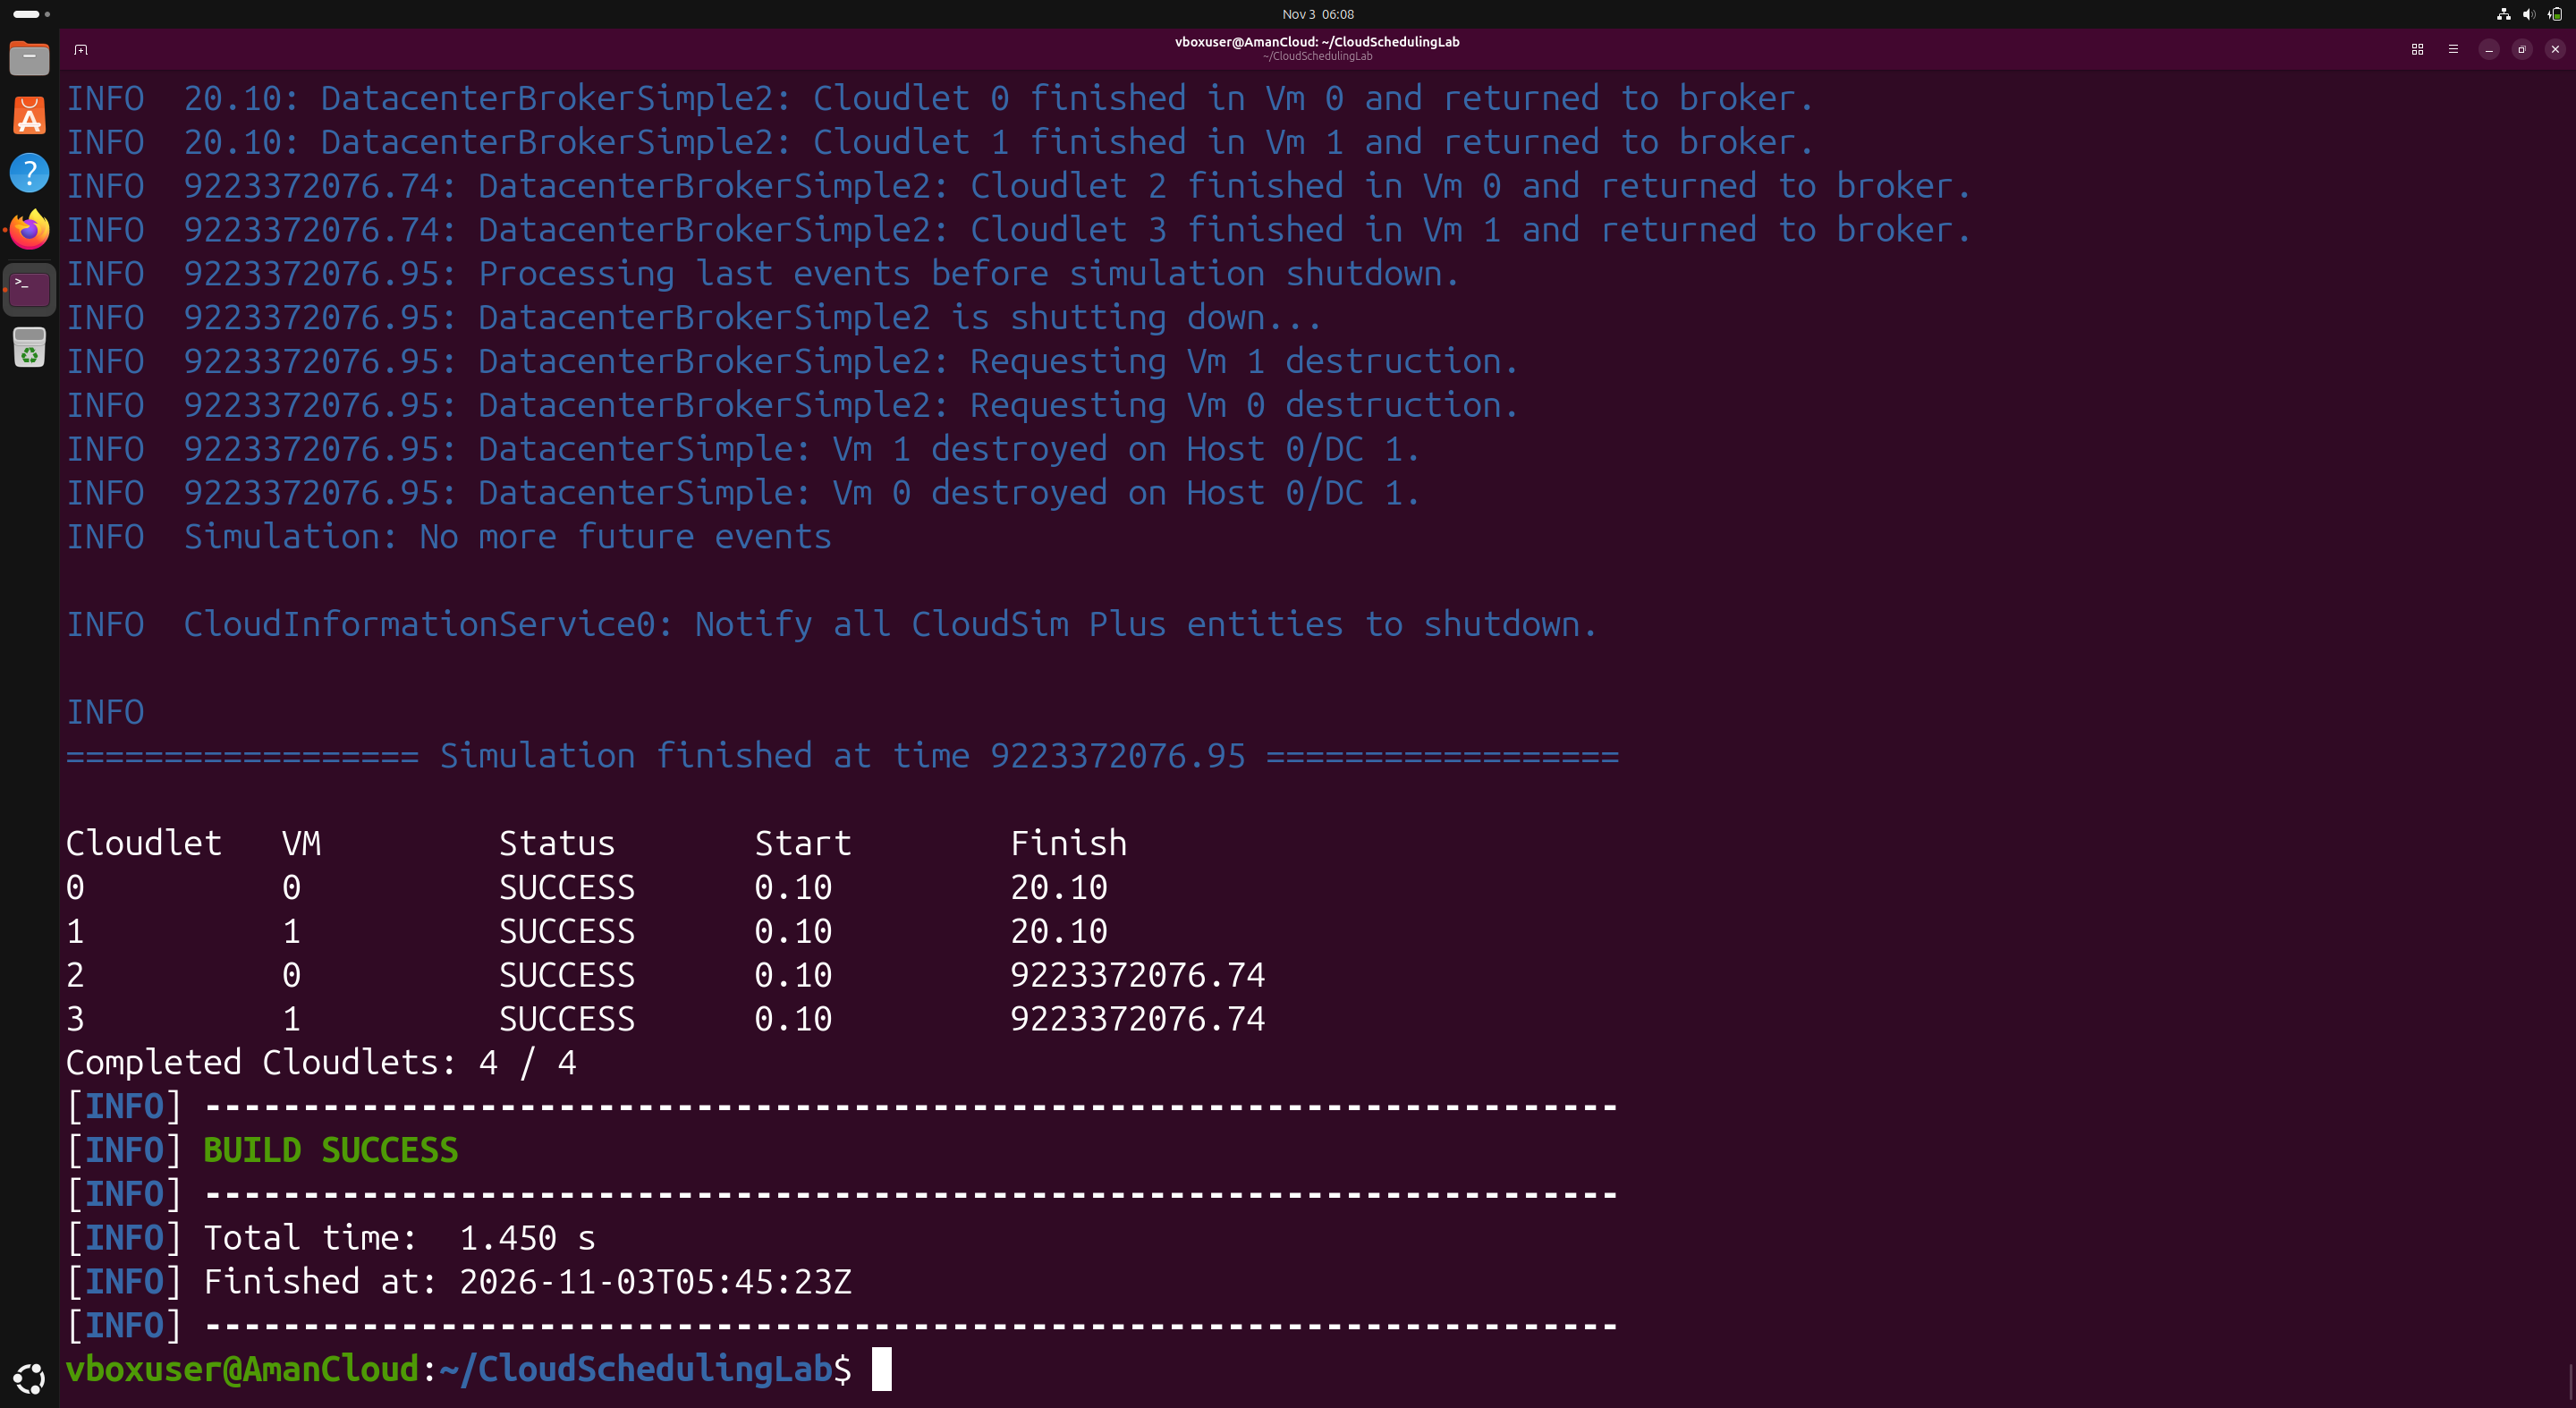 Nov 3 06:08
vboxuser@AmanCloud: ~/CloudSchedulingLab
~/CloudSchedulingLab
INFO  20.10: DatacenterBrokerSimple2: Cloudlet 0 finished in Vm 0 and returned to broker.
INFO  20.10: DatacenterBrokerSimple2: Cloudlet 1 finished in Vm 1 and returned to broker.
INFO  9223372076.74: DatacenterBrokerSimple2: Cloudlet 2 finished in Vm 0 and returned to broker.
INFO  9223372076.74: DatacenterBrokerSimple2: Cloudlet 3 finished in Vm 1 and returned to broker.
INFO  9223372076.95: Processing last events before simulation shutdown.
INFO  9223372076.95: DatacenterBrokerSimple2 is shutting down...
INFO  9223372076.95: DatacenterBrokerSimple2: Requesting Vm 1 destruction.
INFO  9223372076.95: DatacenterBrokerSimple2: Requesting Vm 0 destruction.
INFO  9223372076.95: DatacenterSimple: Vm 1 destroyed on Host 0/DC 1.
INFO  9223372076.95: DatacenterSimple: Vm 0 destroyed on Host 0/DC 1.
INFO  Simulation: No more future events
INFO  CloudInformationService0: Notify all CloudSim Plus entities to shutdown.
INFO
================== Simulation finished at time 9223372076.95 ==================
Cloudlet   VM         Status       Start        Finish
0          0          SUCCESS      0.10         20.10
1          1          SUCCESS      0.10         20.10
2          0          SUCCESS      0.10         9223372076.74
3          1          SUCCESS      0.10         9223372076.74
Completed Cloudlets: 4 / 4
[INFO] ------------------------------------------------------------------------
[INFO] BUILD SUCCESS
[INFO] ------------------------------------------------------------------------
[INFO] Total time:  1.450 s
[INFO] Finished at: 2026-11-03T05:45:23Z
[INFO] ------------------------------------------------------------------------
vboxuser@AmanCloud:~/CloudSchedulingLab$